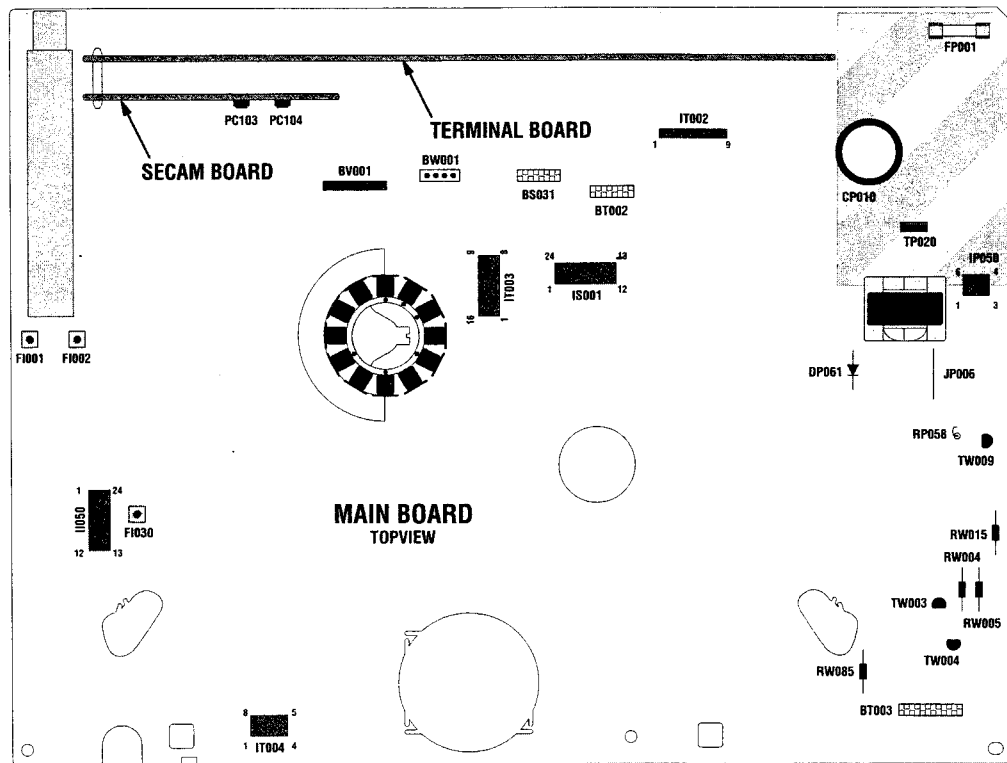 FP001
PC103 PC104
TERMINAL BOARD
IT002
1 9
SECAM BOARD
BV001
BW001
BS031
BT002
CP010
TP020
9 8
IT003
16 1
24 13
1 IS001 12
IP050
6 4
1 3
FI001 FI002
DP061
JP006
RP058
TW009
1 24
II050
12 13
FI030
MAIN BOARD
TOPVIEW
RW015
RW004
TW003
RW005
TW004
RW085
BT003
8 5
1 IT004 4